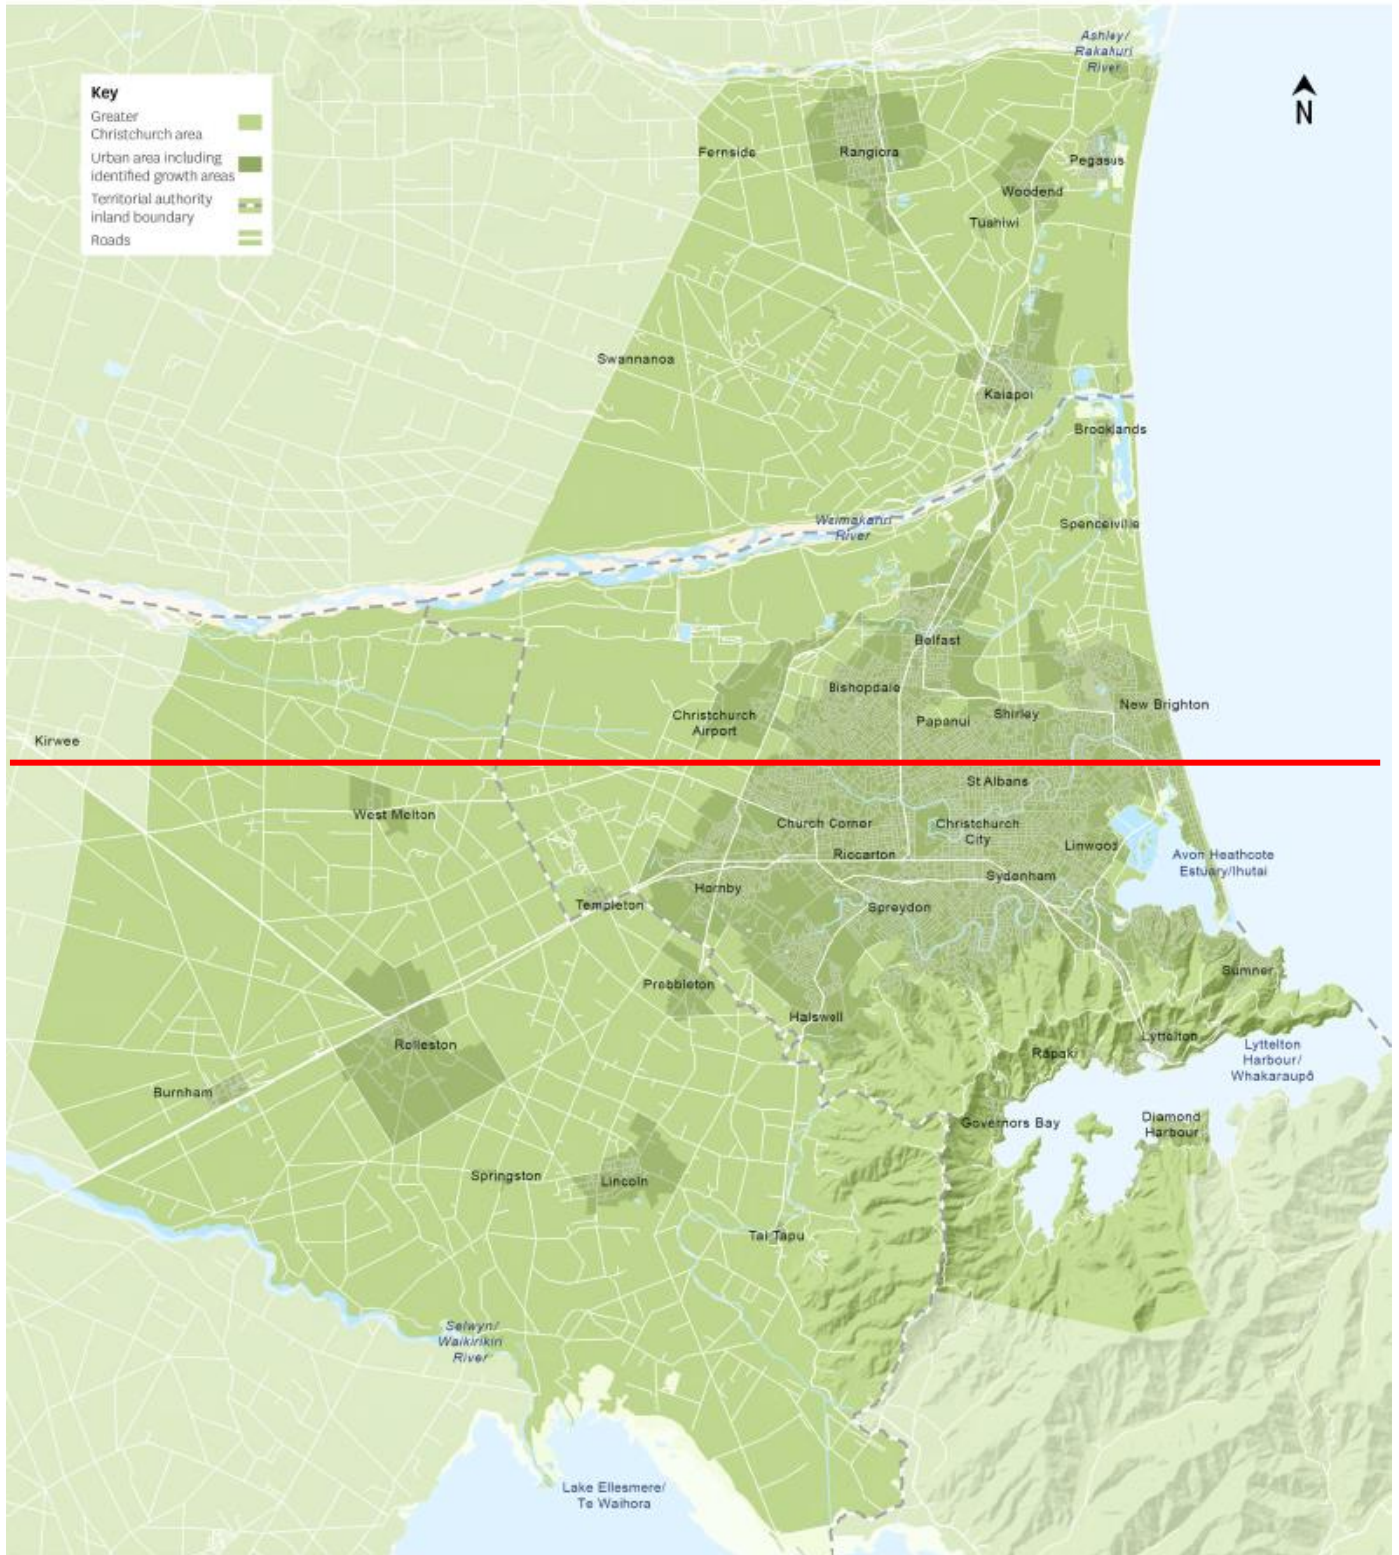 Key
Greater
Christchurch area
Urban area including
identified growth areas
Territorial authority
inland boundary
Roads
Ashley/
Rakahuri
River
N
Fernside
Rangiora
Pegasus
Woodend
Tuahiwi
Swannanoa
Kaiapoi
Brooklands
Waimakariri
River
Spencerville
Belfast
Bishopdale
New Brighton
Christchurch
Airport
Papanui
Shirley
Kirwee
St Albans
West Melton
Church Corner
Christchurch
City
Linwood
Riccarton
Avon Heathcote
Estuary/Ihutai
Sydenham
Hornby
Templeton
Spreydon
Sumner
Prebbleton
Halswell
Lyttelton
Rolleston
Rapaki
Lyttelton
Harbour/
Whakaraupō
Burnham
Governors Bay
Diamond
Harbour
Springston
Lincoln
Tai Tapu
Selwyn/
Waikirikiri
River
Lake Ellesmere/
Te Waihora